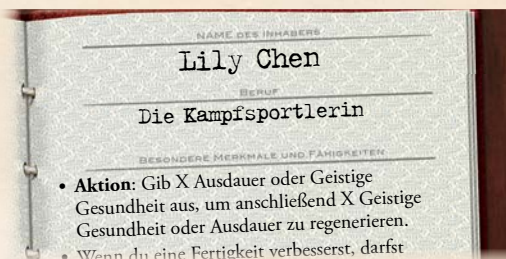 NAME DES INHABERS
Lily Chen
BERUF
Die Kampfsportlerin
BESONDERE MERKMALE UND FÄHIGKEITEN
• Aktion: Gib X Ausdauer oder Geistige
Gesundheit aus, um anschließend X Geistige
Gesundheit oder Ausdauer zu regenerieren.
• Wenn du eine Fertigkeit verbesserst, darfst